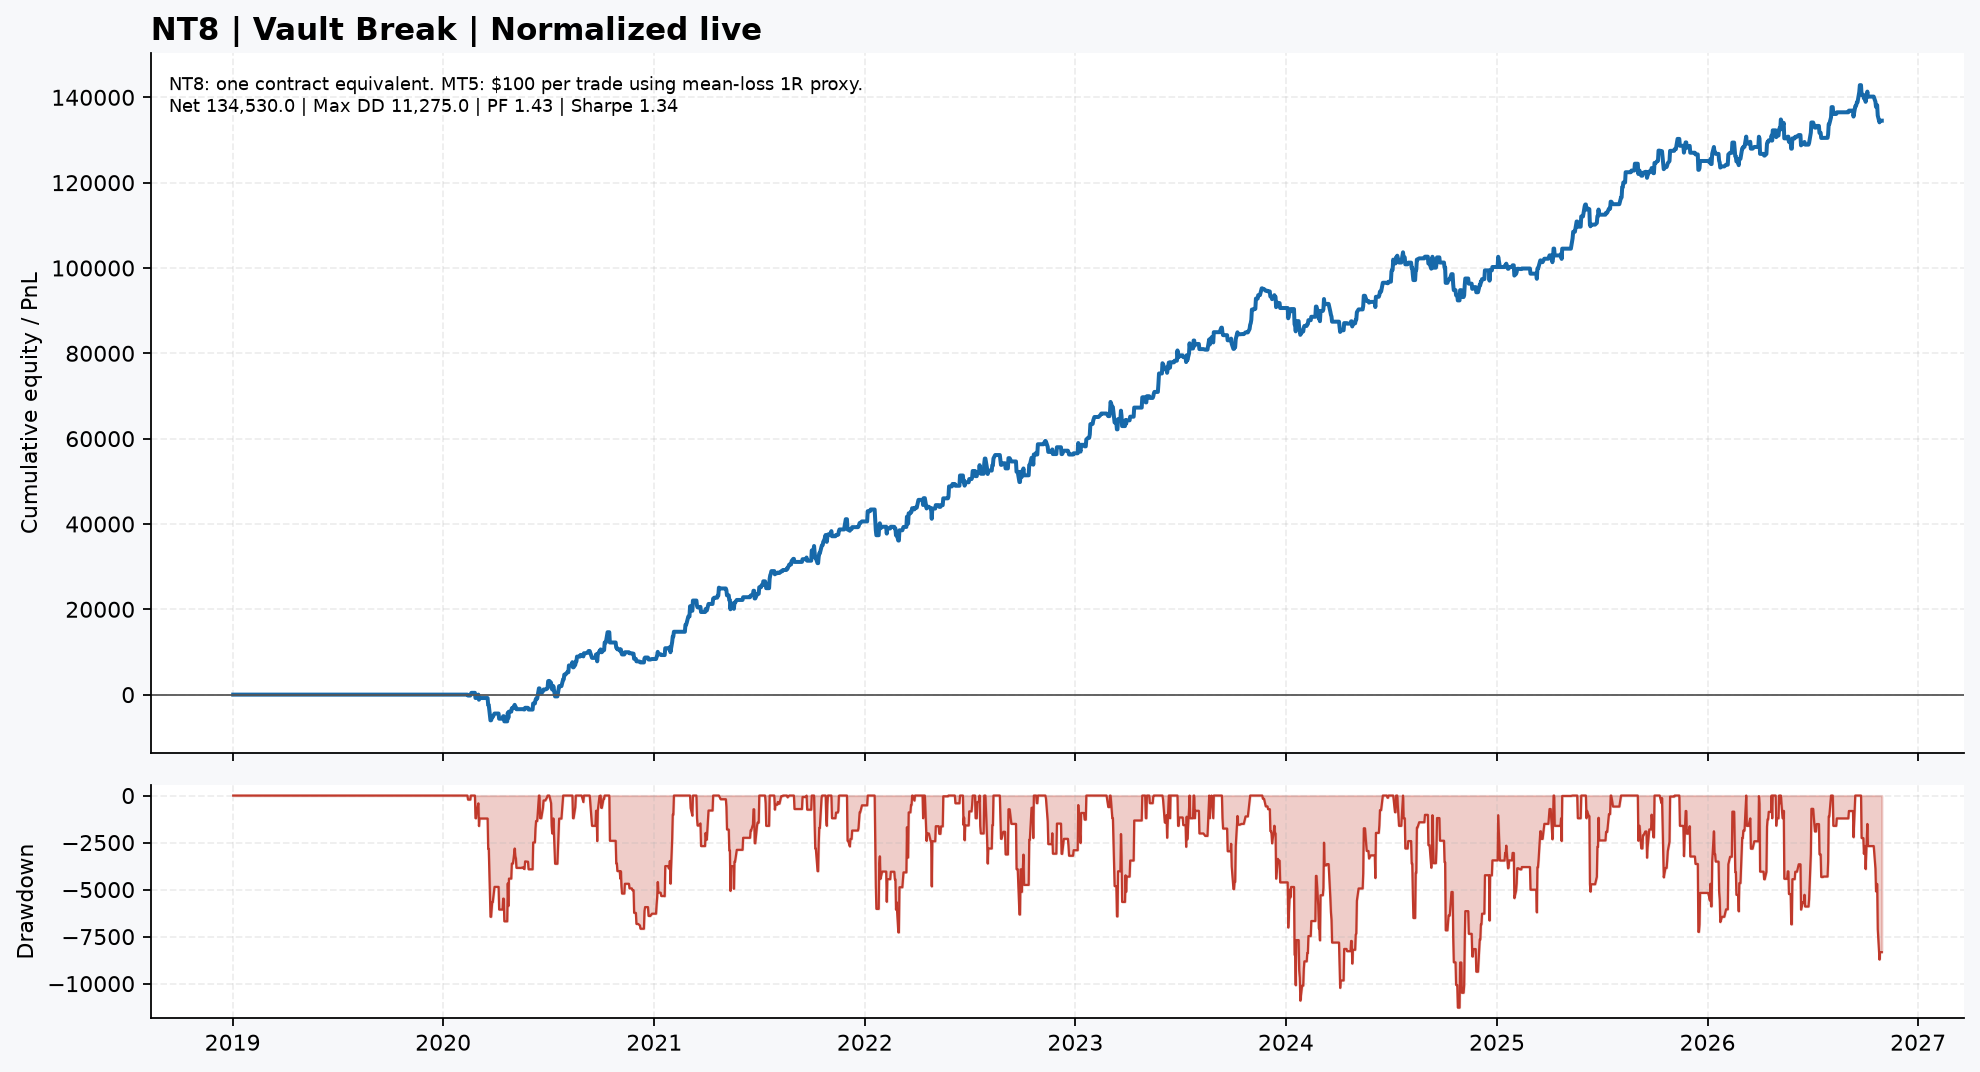 NT8 | Vault Break | Normalized live
NT8: one contract equivalent. MT5: $100 per trade using mean-loss 1R proxy.
Net 134,530.0 | Max DD 11,275.0 | PF 1.43 | Sharpe 1.34
Cumulative equity / PnL
140000
120000
100000
80000
60000
40000
20000
0
Drawdown
0
−2500
−5000
−7500
−10000
2019 2020 2021 2022 2023 2024 2025 2026 2027